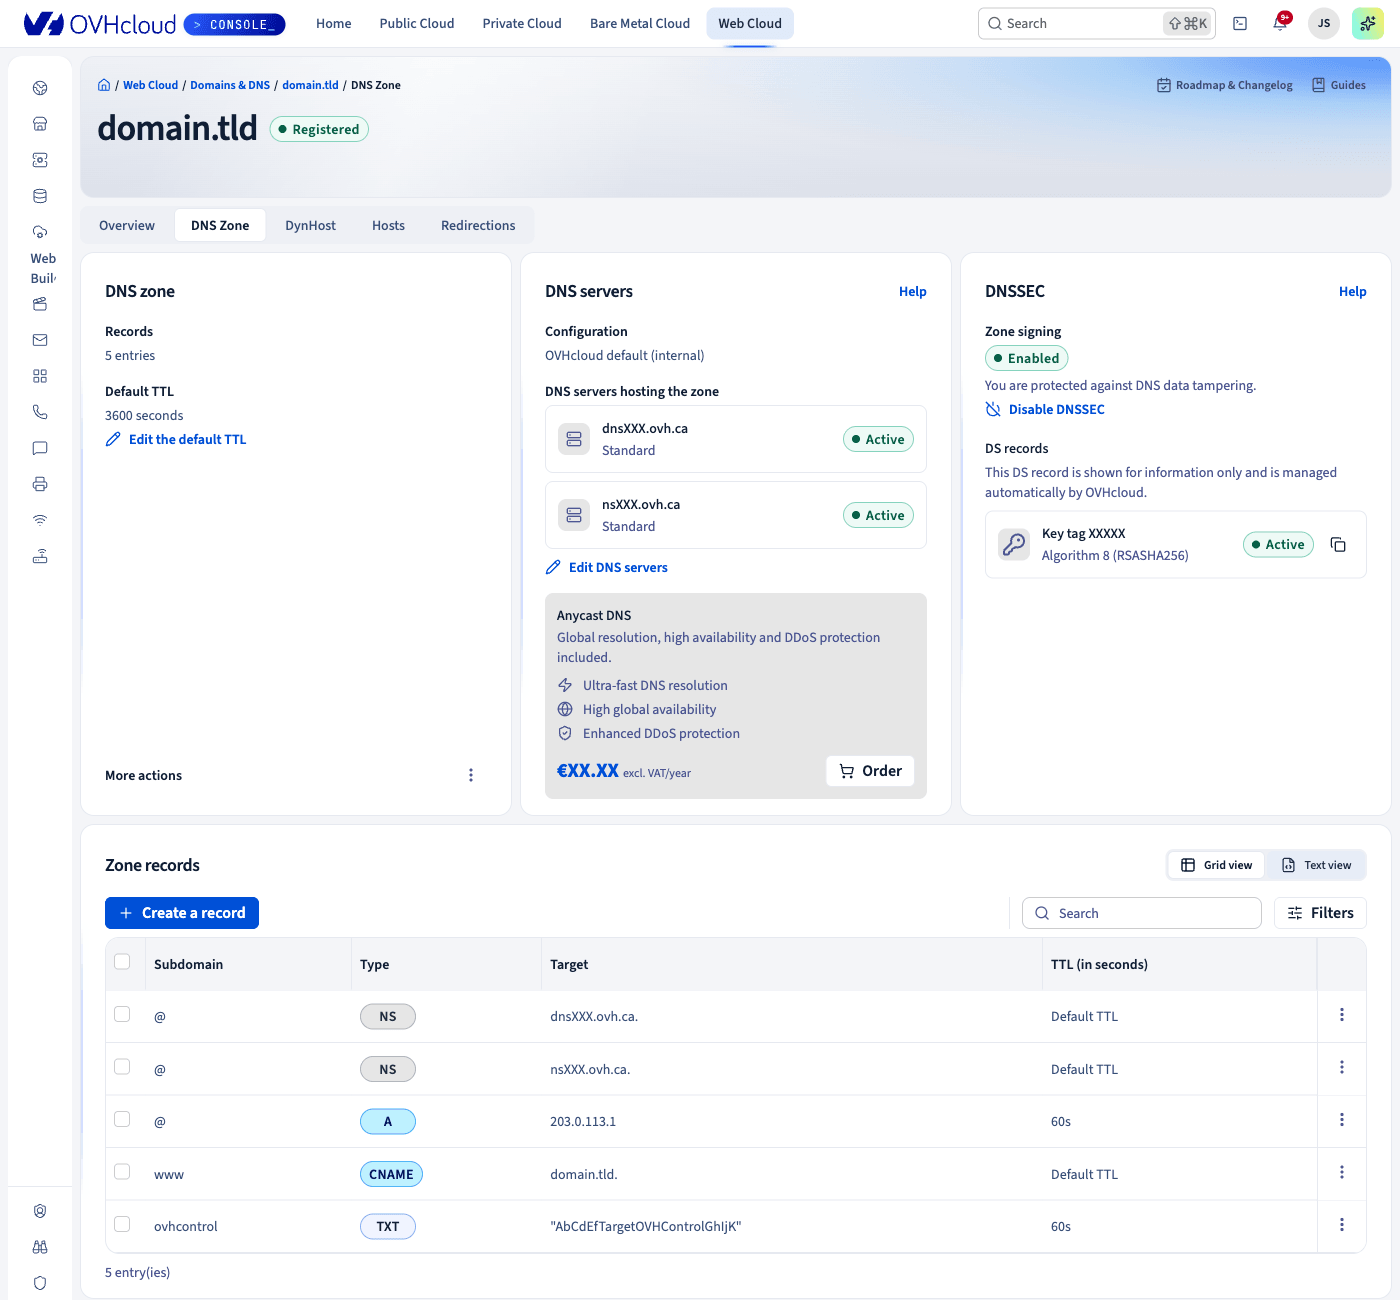 OVHcloud > CONSOLE_
Home
Public Cloud
Private Cloud
Bare Metal Cloud
Web Cloud
Search
⇧⌘K
9+
JS
/ Web Cloud / Domains & DNS / domain.tld / DNS Zone
Roadmap & Changelog
Guides
domain.tld
Registered
Web
Buil
Overview
DNS Zone
DynHost
Hosts
Redirections
DNS zone
Records
5 entries
Default TTL
3600 seconds
Edit the default TTL
More actions
DNS servers
Help
Configuration
OVHcloud default (internal)
DNS servers hosting the zone
dnsXXX.ovh.ca
Standard
Active
nsXXX.ovh.ca
Standard
Active
Edit DNS servers
Anycast DNS
Global resolution, high availability and DDoS protection
included.
Ultra-fast DNS resolution
High global availability
Enhanced DDoS protection
€XX.XX excl. VAT/year
Order
DNSSEC
Help
Zone signing
Enabled
You are protected against DNS data tampering.
Disable DNSSEC
DS records
This DS record is shown for information only and is managed
automatically by OVHcloud.
Key tag XXXXX
Algorithm 8 (RSASHA256)
Active
Zone records
Grid view
Text view
+ Create a record
Search
Filters
Subdomain Type Target TTL (in seconds)
@ NS dnsXXX.ovh.ca. Default TTL
@ NS nsXXX.ovh.ca. Default TTL
@ A 203.0.113.1 60s
www CNAME domain.tld. Default TTL
ovhcontrol TXT "AbCdEfTargetOVHControlGhIjK" 60s
5 entry(ies)